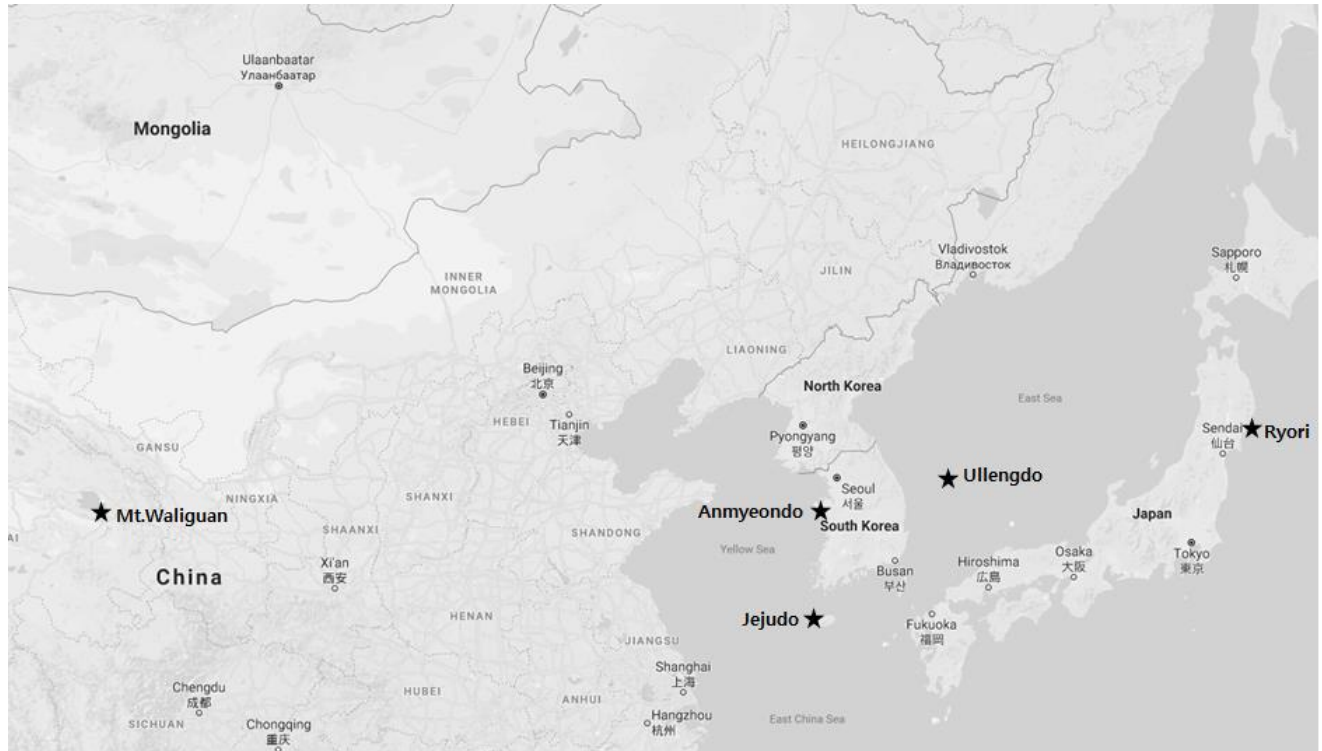 Ulaanbaatar
Улаанбаатар
Mongolia
HEILONGJIANG
Vladivostok
Владивосток
Sapporo
札幌
JILIN
INNER
MONGOLIA
LIAONING
Beijing
北京
North Korea
East Sea
HEBEI
Tianjin
天津
Pyongyang
평양
Sendai
仙台
Ryori
GANSU
Ullengdo
NINGXIA
SHANXI
Seoul
서울
Mt.Waliguan
Anmyeondo
South Korea
Japan
AI
SHAANXI
SHANDONG
Yellow Sea
Tokyo
東京
Xi'an
西安
China
Busan
부산
Hiroshima
広島
Osaka
大阪
HENAN
Jejudo
Fukuoka
福岡
JIANGSU
Shanghai
上海
Chengdu
成都
HUBEI
ANHUI
SICHUAN
Chongqing
重庆
Hangzhou
杭州
East China Sea